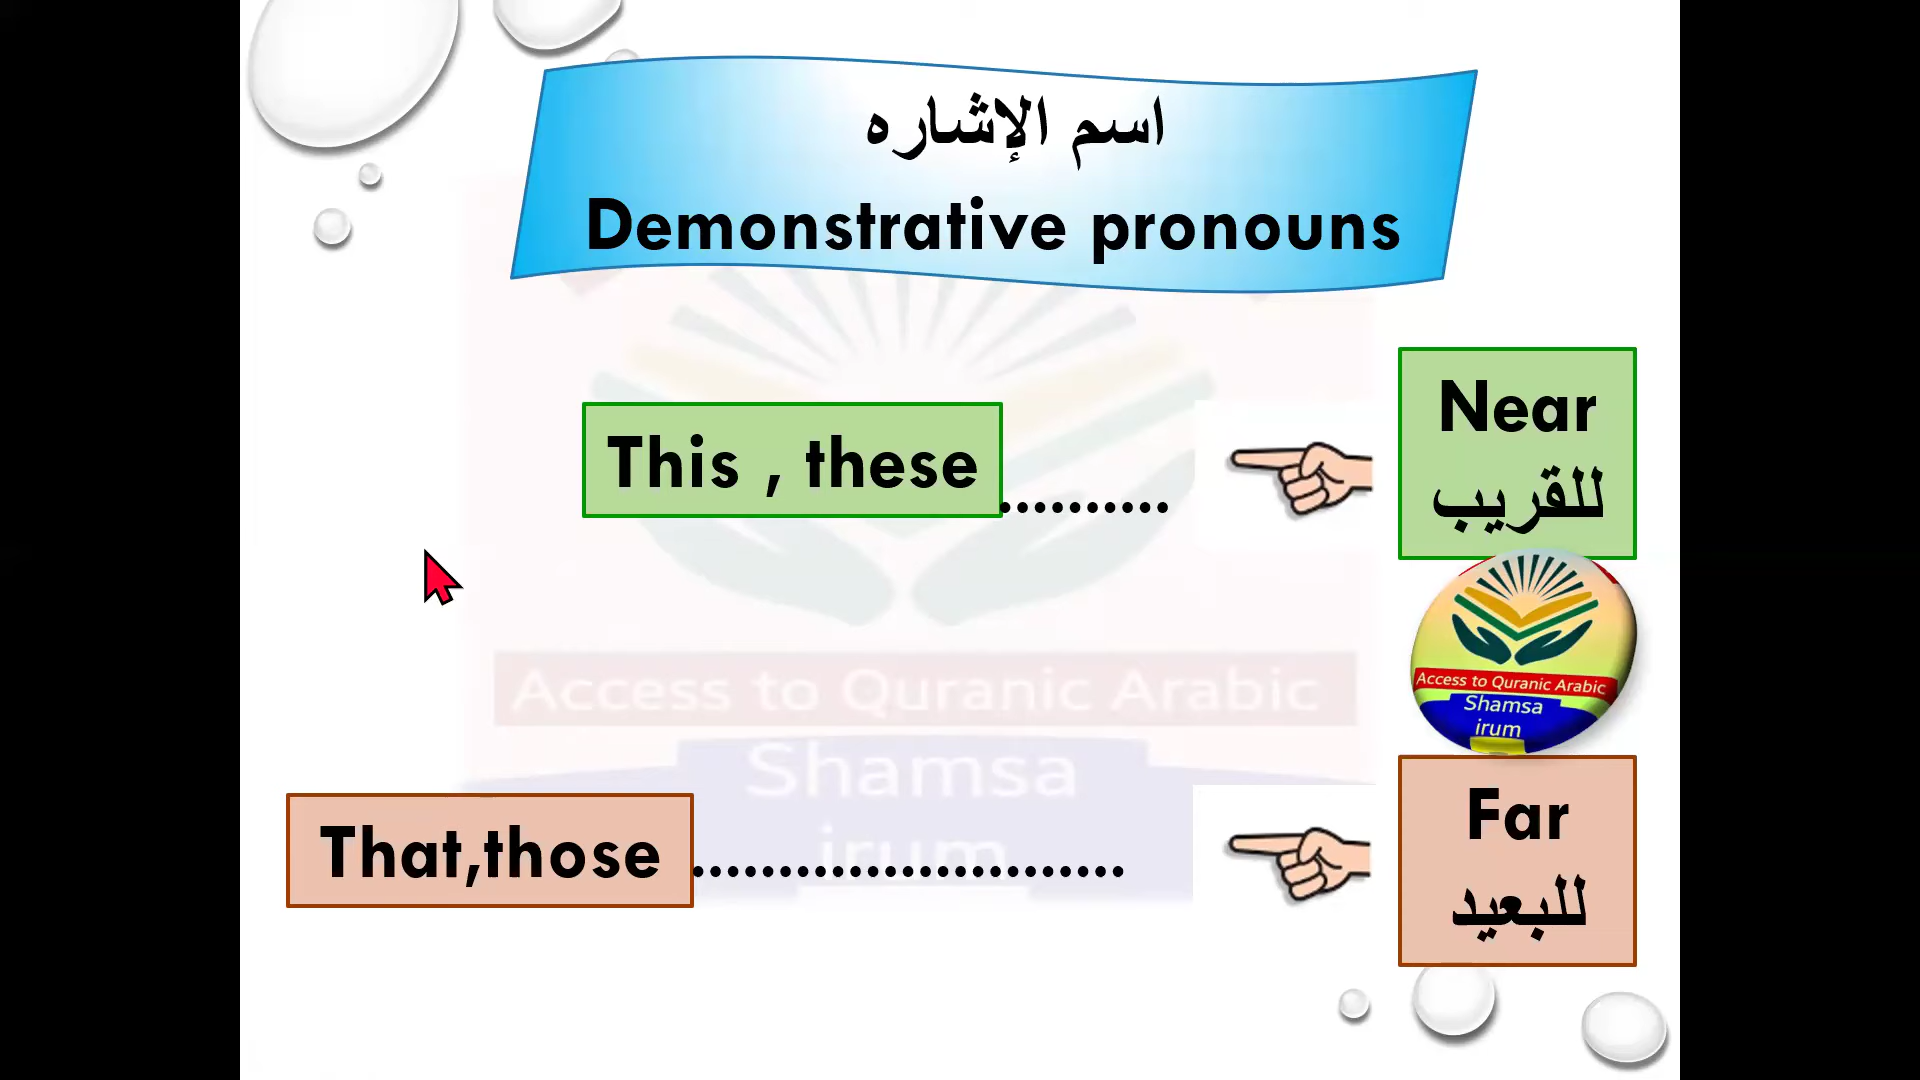 اسم الإشاره
Demonstrative pronouns
Near
للقريب
This , these
..........
Access to Quranic Arabic
Shamsa
irum
Access to Quranic Arabic
Shamsa
irum
Far
للبعيد
That,those
.........................